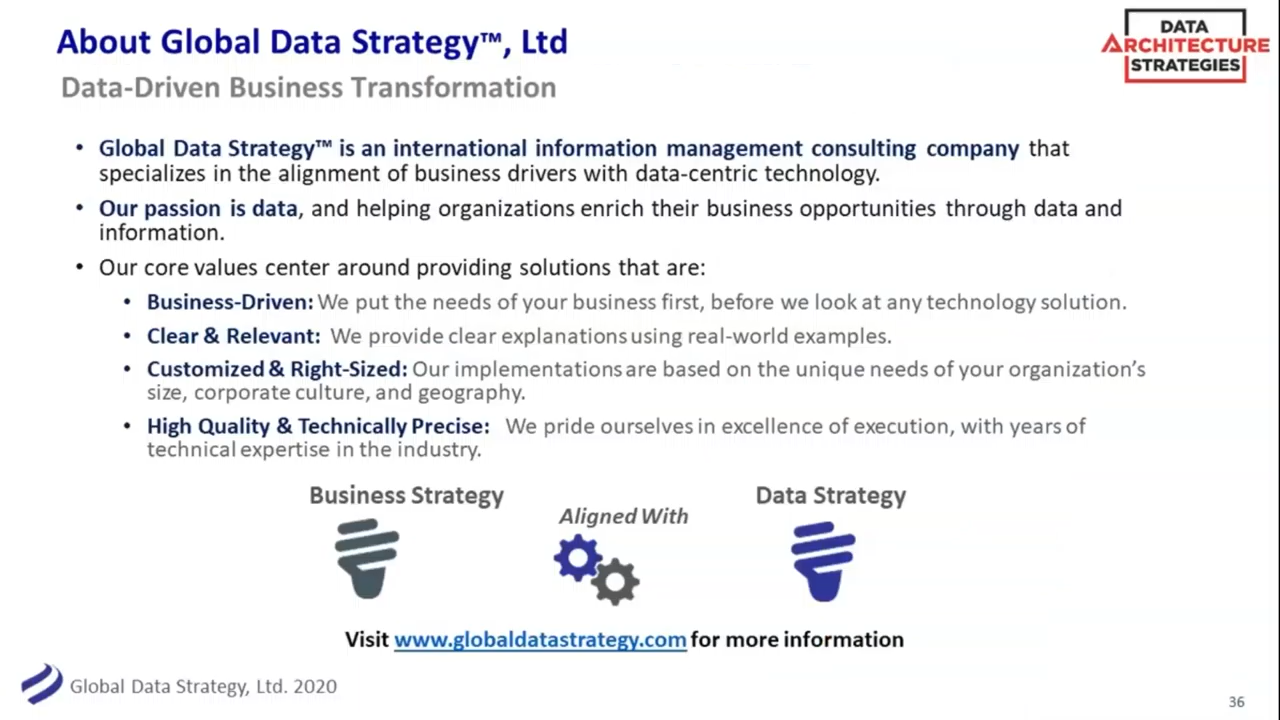 About Global Data Strategy™, Ltd
DATA
ARCHITECTURE
STRATEGIES
Data-Driven Business Transformation
• Global Data Strategy™ is an international information management consulting company that
specializes in the alignment of business drivers with data-centric technology.
• Our passion is data, and helping organizations enrich their business opportunities through data and
information.
• Our core values center around providing solutions that are:
• Business-Driven: We put the needs of your business first, before we look at any technology solution.
• Clear & Relevant: We provide clear explanations using real-world examples.
• Customized & Right-Sized: Our implementations are based on the unique needs of your organization's
size, corporate culture, and geography.
• High Quality & Technically Precise: We pride ourselves in excellence of execution, with years of
technical expertise in the industry.
Business Strategy
Aligned With
Data Strategy
Visit www.globaldatastrategy.com for more information
Global Data Strategy, Ltd. 2020
36